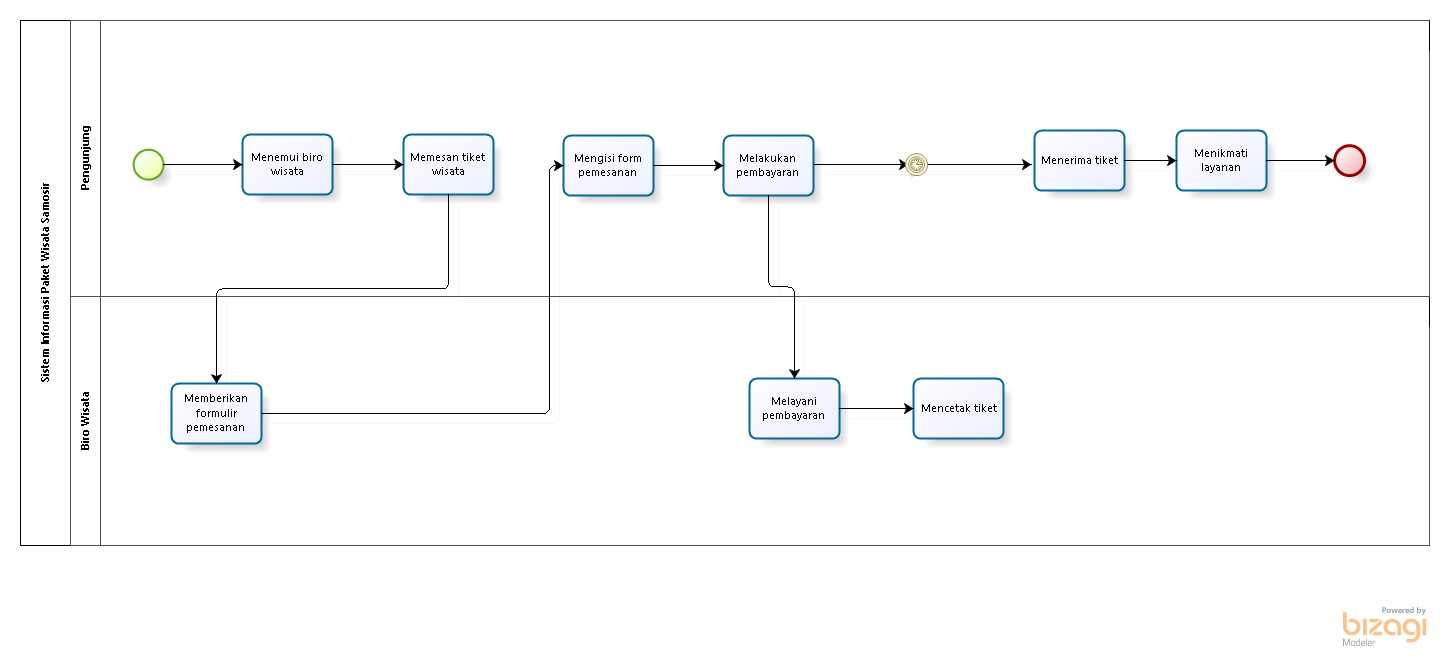 Sistem Informasi Paket Wisata Samosir
Pengunjung
Menemui biro
wisata
Memesan tiket
wisata
Mengisi form
pemesanan
Melakukan
pembayaran
Menerima tiket
Menikmati
layanan
Biro Wisata
Memberikan
formulir
pemesanan
Melayani
pembayaran
Mencetak tiket
Powered by
bizagi
Modeler